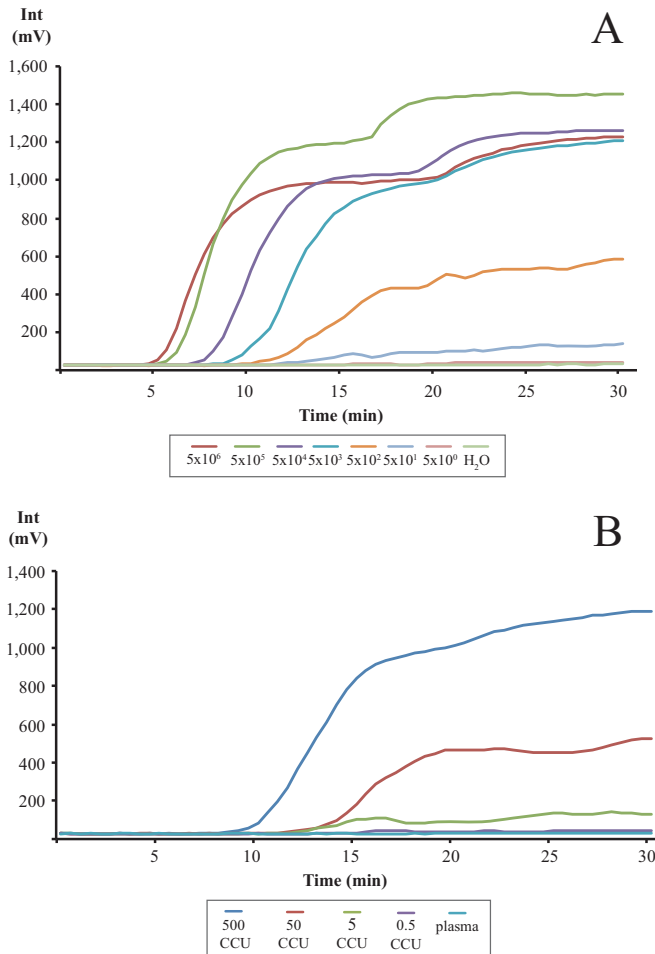 Int
(mV)
A
1,600
1,400
1,200
1,000
800
600
400
200
5 10 15 20 25 30
Time (min)
5x10⁶ 5x10⁵ 5x10⁴ 5x10³ 5x10² 5x10¹ 5x10⁰ H₂O
Int
(mV)
B
1,400
1,200
1,000
800
600
400
200
5 10 15 20 25 30
Time (min)
500 50 5 0.5 plasma
CCU CCU CCU CCU